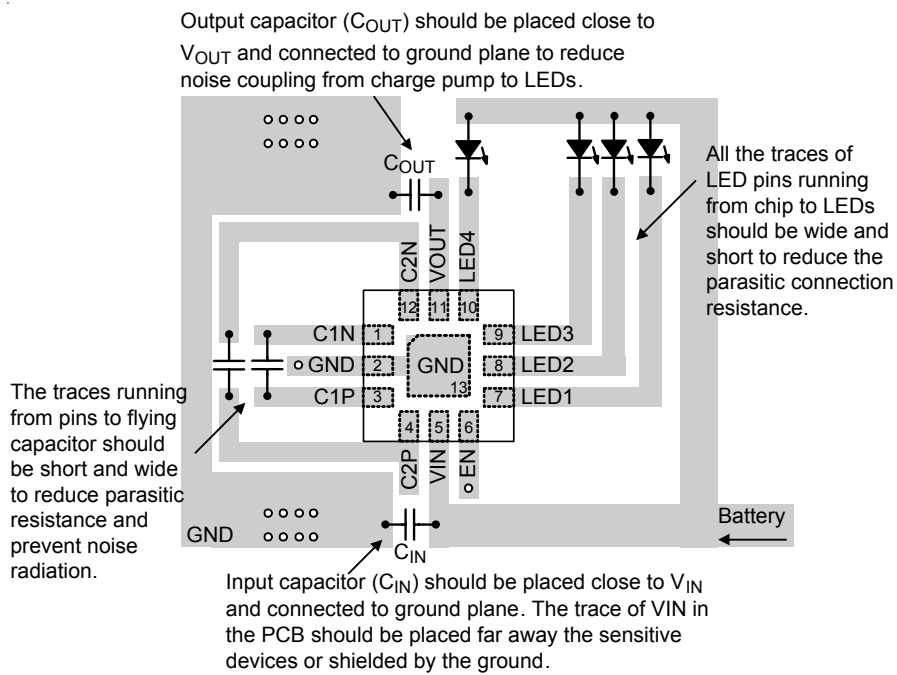 Output capacitor (COUT) should be placed close to
VOUT and connected to ground plane to reduce
noise coupling from charge pump to LEDs.
COUT
All the traces of
LED pins running
from chip to LEDs
should be wide and
short to reduce the
parasitic connection
resistance.
C2N
VOUT
LED4
12
11
10
C1N
1
9
LED3
GND
2
GND
13
8
LED2
C1P
3
7
LED1
4
5
6
C2P
VIN
EN
The traces running
from pins to flying
capacitor should
be short and wide
to reduce parasitic
resistance and
prevent noise
radiation.
GND
Battery
CIN
Input capacitor (CIN) should be placed close to VIN
and connected to ground plane. The trace of VIN in
the PCB should be placed far away the sensitive
devices or shielded by the ground.